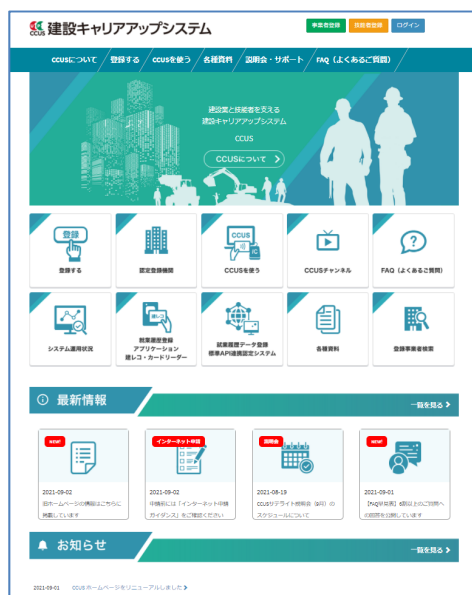 CCUS 建設キャリアアップシステム
事業者登録 技能者登録 ログイン
CCUSについて 登録する CCUSを使う 各種資料 説明会・サポート FAQ（よくあるご質問）
建設業と技能者を支える
建設キャリアアップシステム
CCUS
CCUSについて
登録
登録する
認定登録機関
CCUS
IC
CCUSを使う
CCUSチャンネル
FAQ（よくあるご質問）
システム運用状況
建レコ
就業履歴登録
アプリケーション
建レコ・カードリーダー
就業履歴データ登録
標準API連携認定システム
各種資料
登録事業者検索
最新情報
一覧を見る
NEW
2021-09-02
旧ホームページの情報はこちらに
掲載しています
インターネット申請
2021-09-02
申請前には「インターネット申請
ガイダンス」をご確認ください
説明会
2021-08-19
CCUSサテライト説明会（9月）の
スケジュールについて
NEW
2021-09-01
【FAQ早見表】6割以上のご質問へ
の回答を公開しています
お知らせ
一覧を見る
2021-09-01 CCUSホームページをリニューアルしました